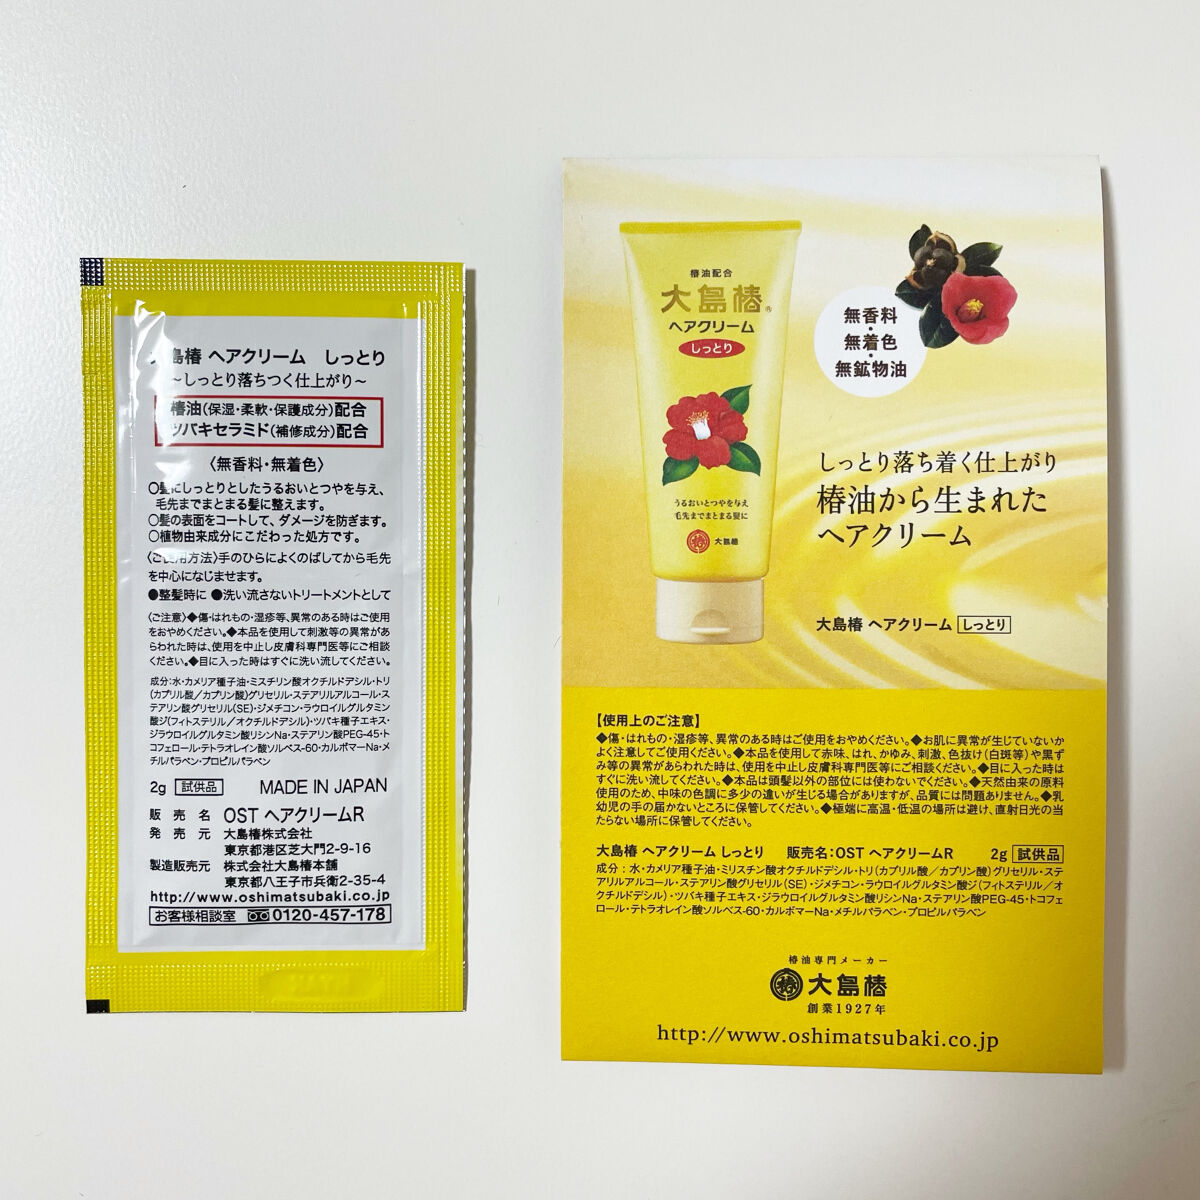 大島椿 ヘアクリーム しっとり
～しっとり落ちつく仕上がり～
椿油(保湿・柔軟・保護成分)配合
ツバキセラミド(補修成分)配合
〈無香料・無着色〉
○髪にしっとりとしたうるおいとつやを与え、
毛先までまとまる髪に整えます。
○髪の表面をコートして、ダメージを防ぎます。
○植物由来成分にこだわった処方です。
〈ご使用方法〉手のひらによくのばしてから毛先
を中心になじませます。
●整髪時に ●洗い流さないトリートメントとして
〈ご注意〉◆傷・はれもの・湿疹等、異常のある時はご使用
をおやめください。◆本品を使用して刺激等の異常があ
らわれた時は、使用を中止し皮膚科専門医等にご相談
ください。◆目に入った時はすぐに洗い流してください。
成分:水・カメリア種子油・ミスチリン酸オクチルドデシル・トリ
(カプリル酸／カプリン酸)グリセリル・ステアリルアルコール・ス
テアリン酸グリセリル(SE)・ジメチコン・ラウロイルグルタミン
酸ジ(フィトステリル／オクチルドデシル)・ツバキ種子エキス・
ジラウロイルグルタミン酸リシンNa・ステアリン酸PEG-45・ト
コフェロール・テトラオレイン酸ソルベス-60・カルボマーNa・メ
チルパラベン・プロピルパラベン
2g 試供品 MADE IN JAPAN
販売名 OST ヘアクリームR
発売元 大島椿株式会社
東京都港区芝大門2-9-16
製造販売元 株式会社大島椿本舗
東京都八王子市兵衛2-35-4
http://www.oshimatsubaki.co.jp
お客様相談室 0120-457-178
椿油配合
大島椿®
ヘアクリーム
しっとり
うるおいとつやを与え
毛先までまとまる髪に
大島椿
無香料
・
無着色
・
無鉱物油
しっとり落ち着く仕上がり
椿油から生まれた
ヘアクリーム
大島椿 ヘアクリーム しっとり
【使用上のご注意】
◆傷・はれもの・湿疹等、異常のある時はご使用をおやめください。◆お肌に異常が生じていないか
よく注意してご使用ください。◆本品を使用して赤味、はれ、かゆみ、刺激、色抜け(白斑等)や黒ず
み等の異常があらわれた時は、使用を中止し皮膚科専門医等にご相談ください。◆目に入った時は
すぐに洗い流してください。◆本品は頭髪以外の部位には使わないでください。◆天然由来の原料
使用のため、中味の色調に多少の違いが生じる場合がありますが、品質には問題ありません。◆乳
幼児の手の届かないところに保管してください。◆極端に高温・低温の場所は避け、直射日光の当
たらない場所に保管してください。
大島椿 ヘアクリーム しっとり 販売名:OST ヘアクリームR 2g 試供品
成分：水・カメリア種子油・ミリスチン酸オクチルドデシル・トリ(カプリル酸／カプリン酸)グリセリル・ステ
アリルアルコール・ステアリン酸グリセリル(SE)・ジメチコン・ラウロイルグルタミン酸ジ(フィトステリル／オ
クチルドデシル)・ツバキ種子エキス・ジラウロイルグルタミン酸リシンNa・ステアリン酸PEG-45・トコフェ
ロール・テトラオレイン酸ソルベス-60・カルボマーNa・メチルパラベン・プロピルパラベン
椿油専門メーカー
大島椿
創業1927年
http://www.oshimatsubaki.co.jp